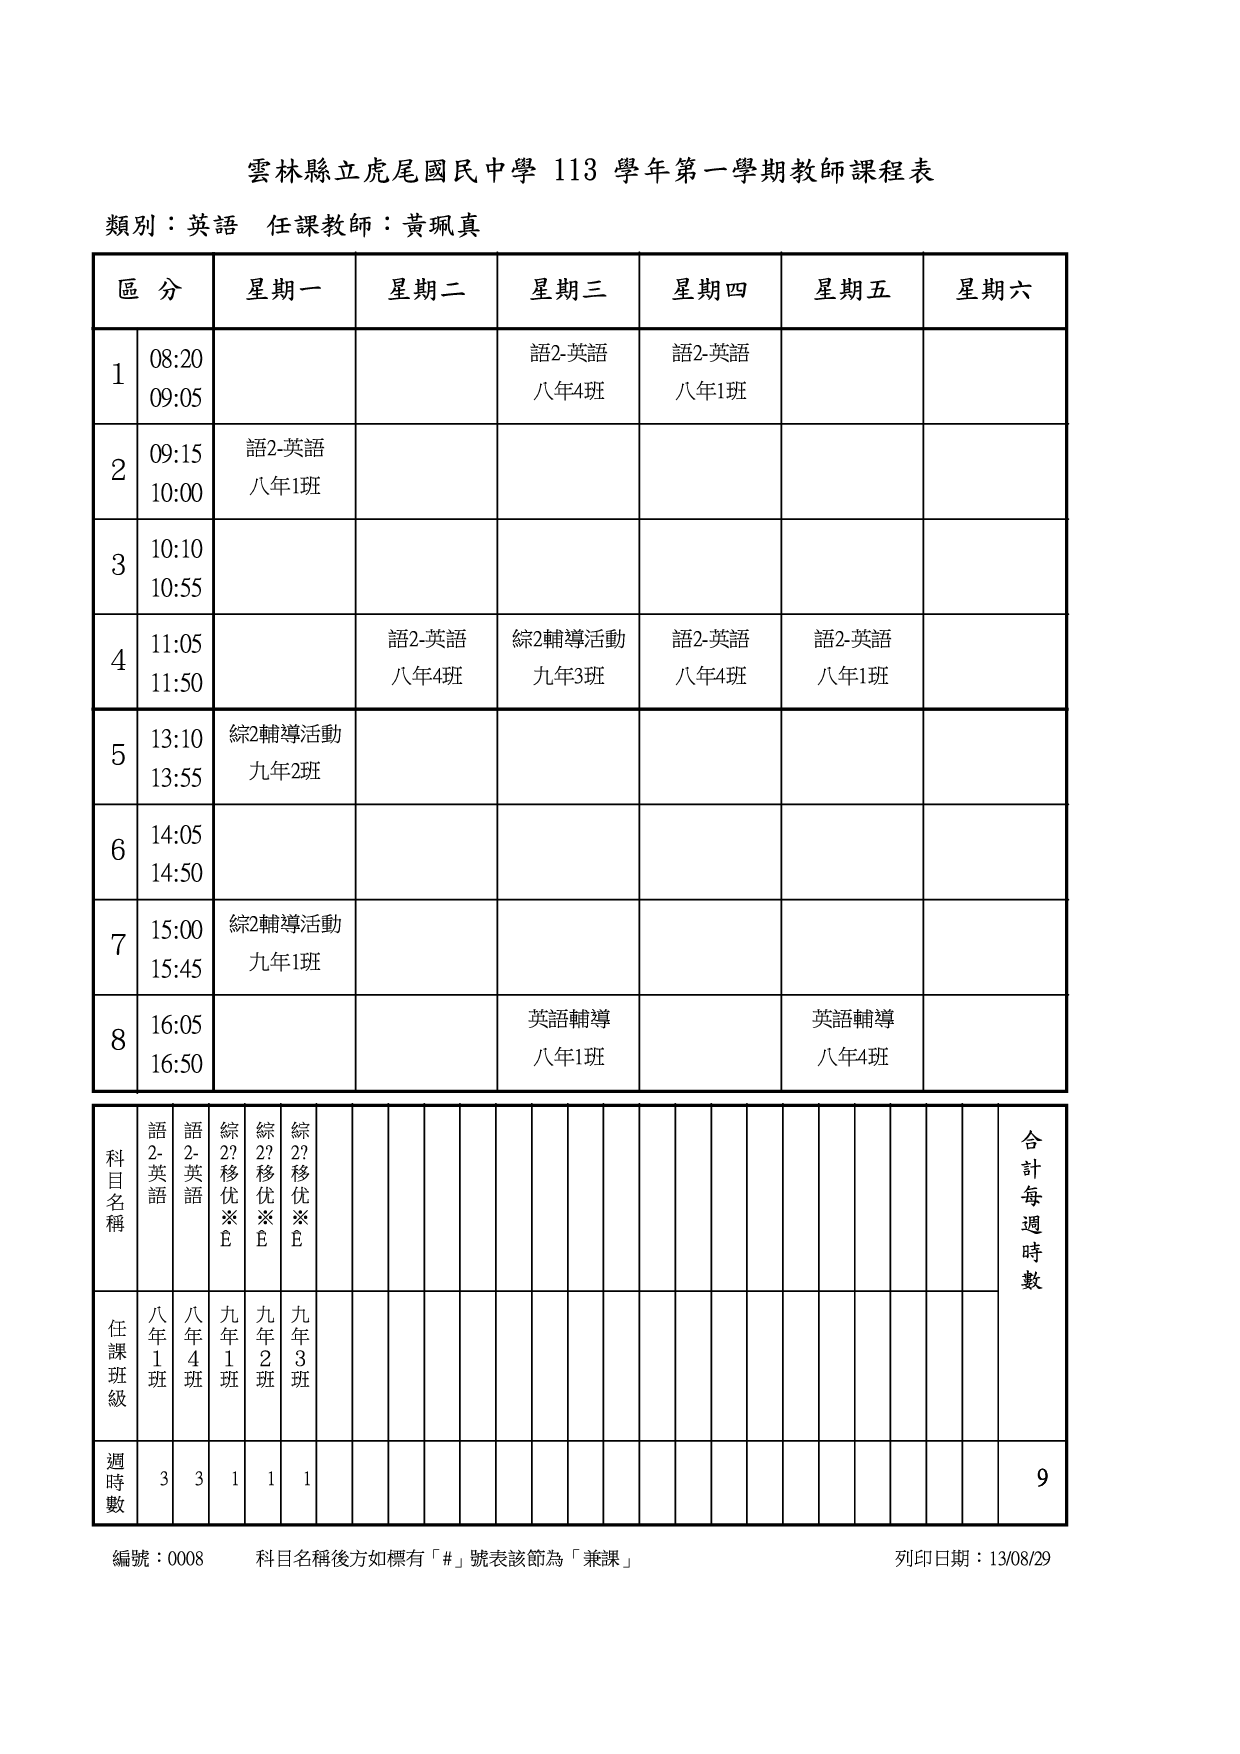 雲林縣立虎尾國民中學 113 學年第一學期教師課程表
類別：英語　任課教師：黃珮真
區 分 星期一 星期二 星期三 星期四 星期五 星期六
1 08:20 語2-英語 語2-英語
09:05 八年4班 八年1班
2 09:15 語2-英語
10:00 八年1班
3 10:10
10:55
4 11:05 語2-英語 綜2輔導活動 語2-英語 語2-英語
11:50 八年4班 九年3班 八年4班 八年1班
5 13:10 綜2輔導活動
13:55 九年2班
6 14:05
14:50
7 15:00 綜2輔導活動
15:45 九年1班
8 16:05 英語輔導 英語輔導
16:50 八年1班 八年4班
科目名稱 語2-英語 語2-英語 綜2?移优※E 綜2?移优※E 綜2?移优※E 合計每週時數
任課班級 八年1班 八年4班 九年1班 九年2班 九年3班
週時數 3 3 1 1 1 9
編號：0008 科目名稱後方如標有「#」號表該節為「兼課」 列印日期：13/08/29